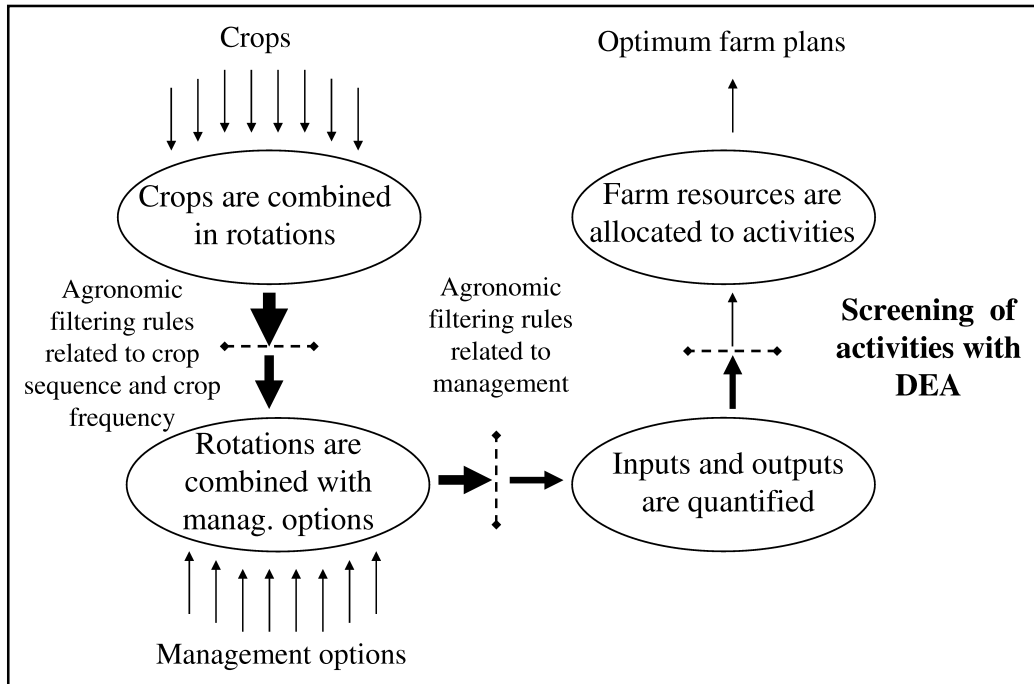 Crops
Crops are combined
in rotations
Agronomic
filtering rules
related to crop
sequence and crop
frequency
Rotations are
combined with
manag. options
Management options
Agronomic
filtering rules
related to
management
Inputs and outputs
are quantified
Screening of
activities with
DEA
Farm resources are
allocated to activities
Optimum farm plans